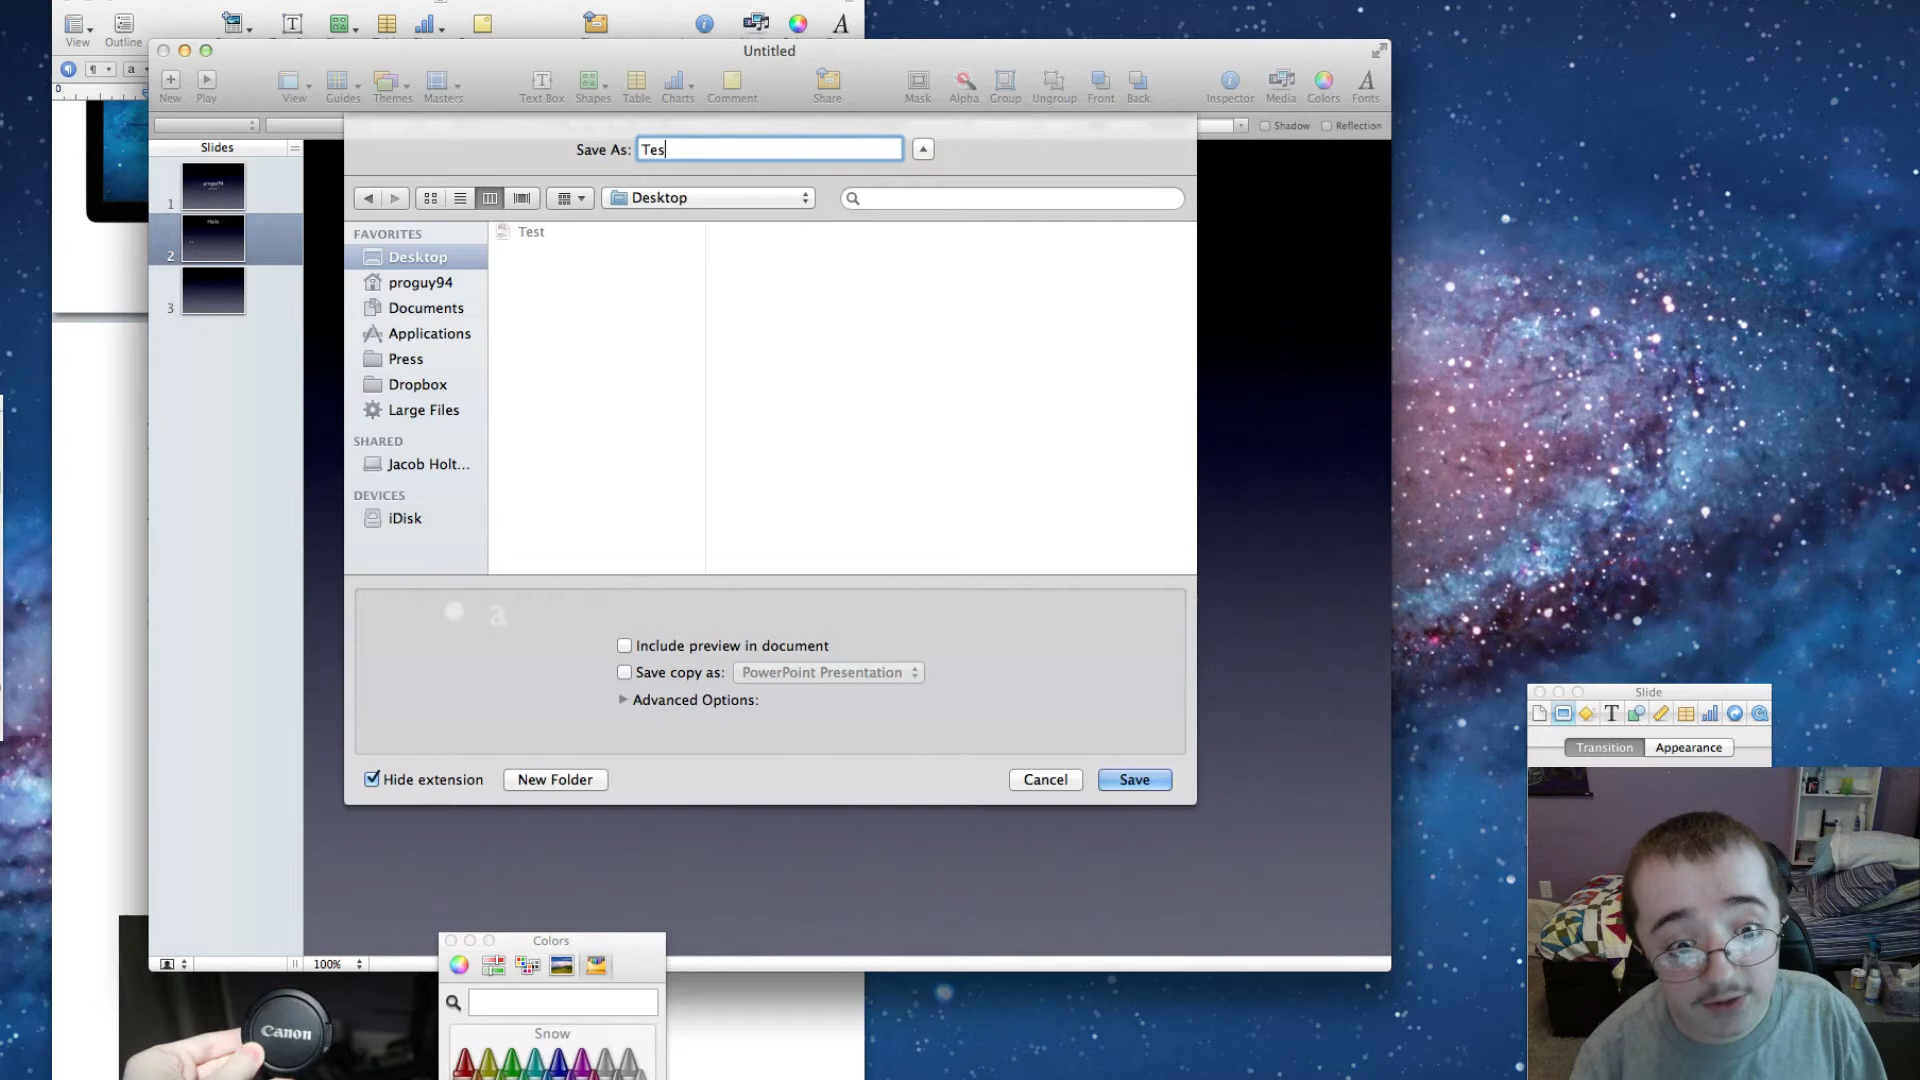 View
Outline
Untitled
New
Play
View
Guides
Themes
Masters
Text Box
Shapes
Table
Charts
Comment
Share
Mask
Alpha
Group
Ungroup
Front
Back
Inspector
Media
Colors
Fonts
Shadow
Reflection
a
0
Slides
1
2
3
Save As: Tes
Desktop
FAVORITES
Desktop
proguy94
Documents
Applications
Press
Dropbox
Large Files
SHARED
Jacob Holt...
DEVICES
iDisk
Test
a
Include preview in document
Save copy as: PowerPoint Presentation
Advanced Options:
Hide extension
New Folder
Cancel
Save
100%
Colors
Snow
Canon
Slide
Transition
Appearance